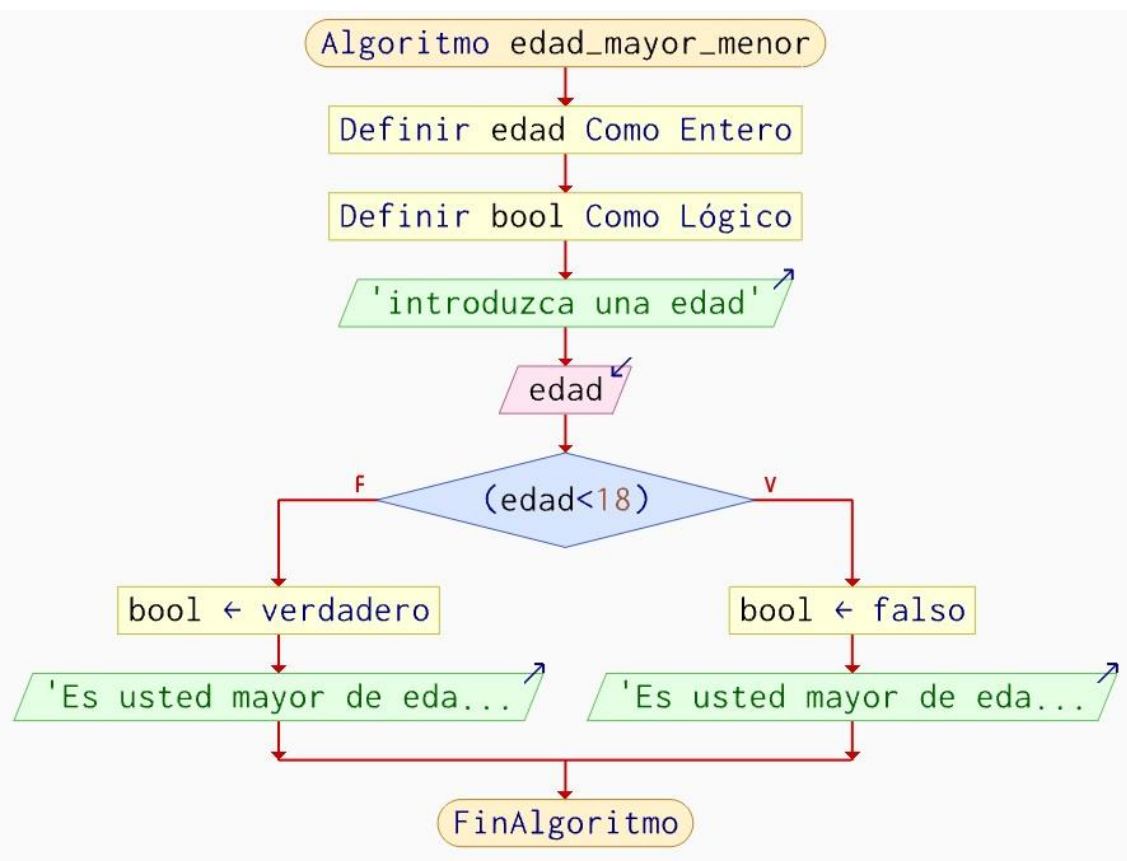 Algoritmo edad_mayor_menor
Definir edad Como Entero
Definir bool Como Lógico
'introduzca una edad'
edad
F
(edad<18)
V
bool ← verdadero
bool ← falso
'Es usted mayor de eda...
'Es usted mayor de eda...
FinAlgoritmo